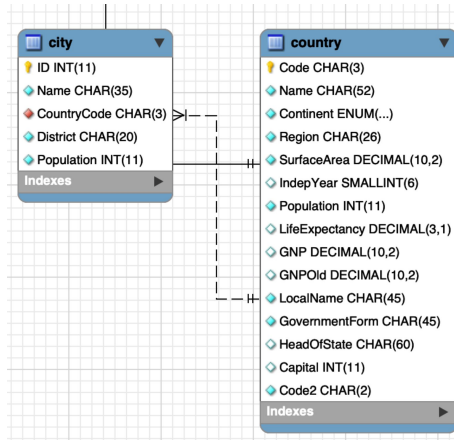 city
ID INT(11)
Name CHAR(35)
CountryCode CHAR(3)
District CHAR(20)
Population INT(11)
Indexes
country
Code CHAR(3)
Name CHAR(52)
Continent ENUM(...)
Region CHAR(26)
SurfaceArea DECIMAL(10,2)
IndepYear SMALLINT(6)
Population INT(11)
LifeExpectancy DECIMAL(3,1)
GNP DECIMAL(10,2)
GNPOld DECIMAL(10,2)
LocalName CHAR(45)
GovernmentForm CHAR(45)
HeadOfState CHAR(60)
Capital INT(11)
Code2 CHAR(2)
Indexes